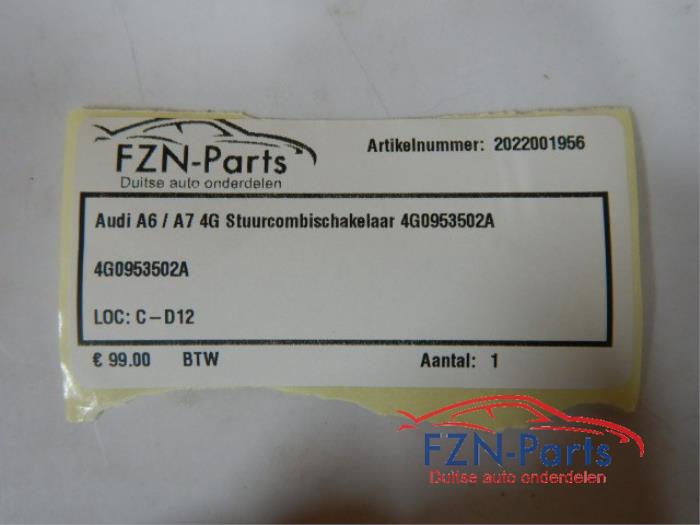 FZN-Parts
Duitse auto onderdelen
Artikelnummer: 2022001956
Audi A6 / A7 4G Stuurcombischakelaar 4G0953502A
4G0953502A
LOC: C-D12
€ 99.00 BTW Aantal: 1
FZN-Parts
Duitse auto onderdelen